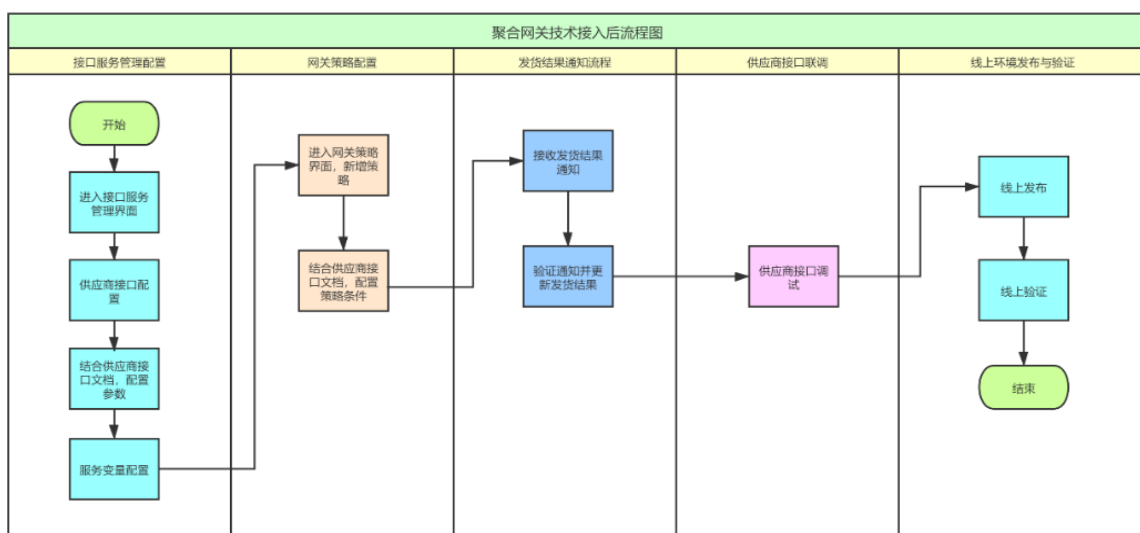 聚合网关技术接入后流程图
接口服务管理配置
网关策略配置
发货结果通知流程
供应商接口联调
线上环境发布与验证
开始
进入接口服务
管理界面
供应商接口配
置
结合供应商接
口文档，配置
参数
服务变量配置
进入网关策略
界面，新增策
略
结合供应商接
口文档，配置
策略条件
接收发货结果
通知
验证通知并更
新发货结果
供应商接口调
试
线上发布
线上验证
结束